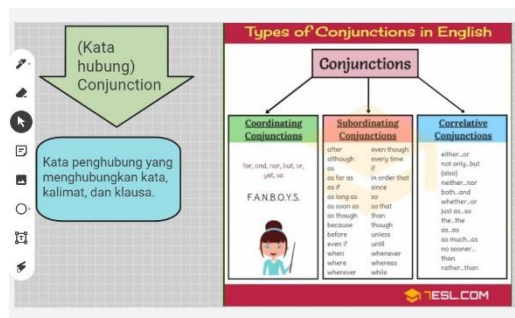 (Kata
hubung)
Conjunction
Kata penghubung yang
menghubungkan kata,
kalimat, dan klausa.
Types of Conjunctions in English
Conjunctions
Coordinating
Conjunctions
for, and, nor, but, or,
yet, so
F.A.N.B.O.Y.S.
Subordinating
Conjunctions
after
although
as
as far as
as if
as long as
as soon as
as though
because
before
even if
when
where
wherever
even though
every time
if
in order that
since
so
so that
than
though
unless
until
whenever
whereas
while
Correlative
Conjunctions
either...or
not only...but
(also)
neither...nor
both...and
whether...or
just as...so
the...the
as...as
as much...as
no sooner...
than
rather...than
7ESL.COM